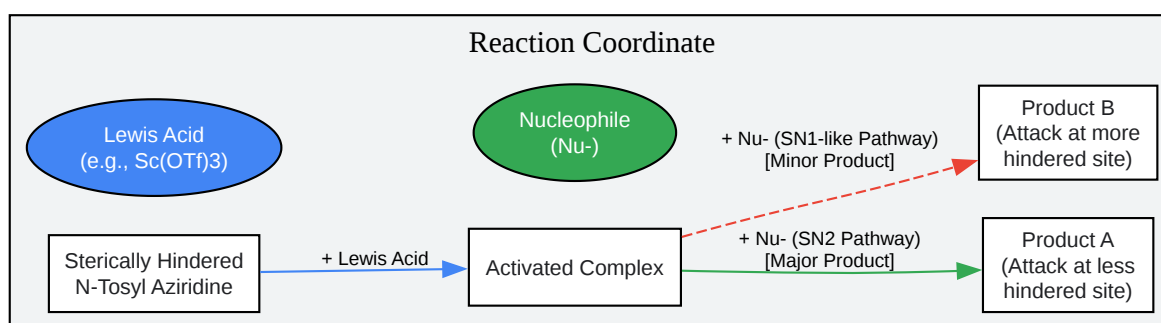 Reaction Coordinate
Lewis Acid
(e.g., Sc(OTf)3)
Nucleophile
(Nu-)
+ Nu- (SN1-like Pathway)
[Minor Product]
Product B
(Attack at more
hindered site)
Sterically Hindered
N-Tosyl Aziridine
+ Lewis Acid
Activated Complex
+ Nu- (SN2 Pathway)
[Major Product]
Product A
(Attack at less
hindered site)